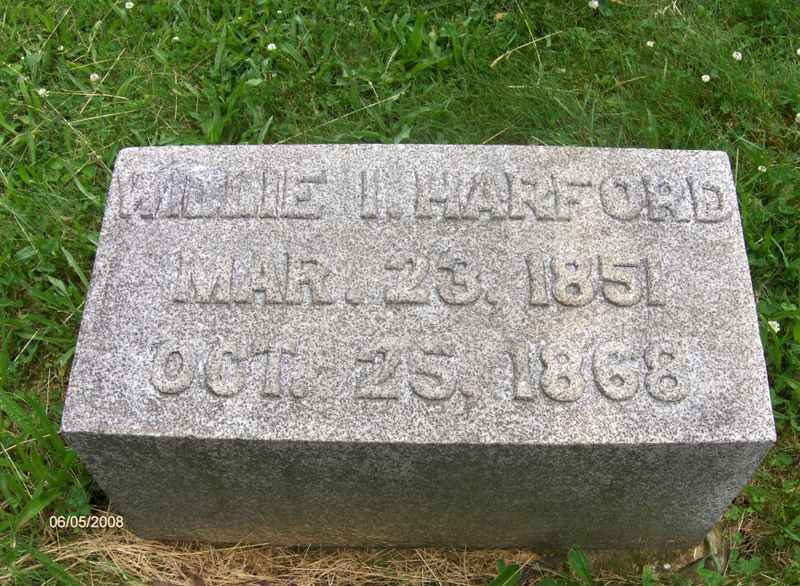 WILLIE I. HARFORD
MAR. 23, 1851
OCT. 25, 1868
06/05/2008